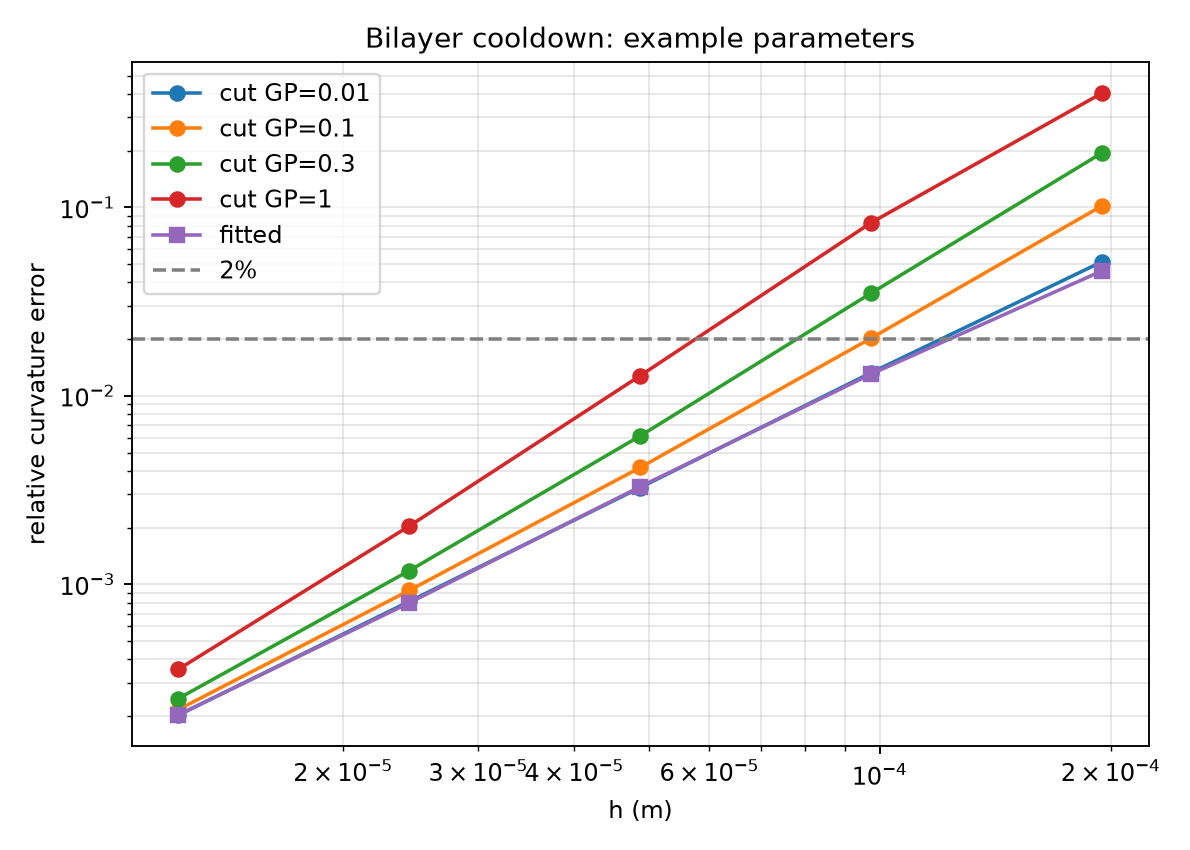 Bilayer cooldown: example parameters
cut GP=0.01
cut GP=0.1
cut GP=0.3
cut GP=1
fitted
2%
relative curvature error
10⁻¹
10⁻²
10⁻³
2 × 10⁻⁵ 3 × 10⁻⁵ 4 × 10⁻⁵ 6 × 10⁻⁵ 10⁻⁴ 2 × 10⁻⁴
h (m)